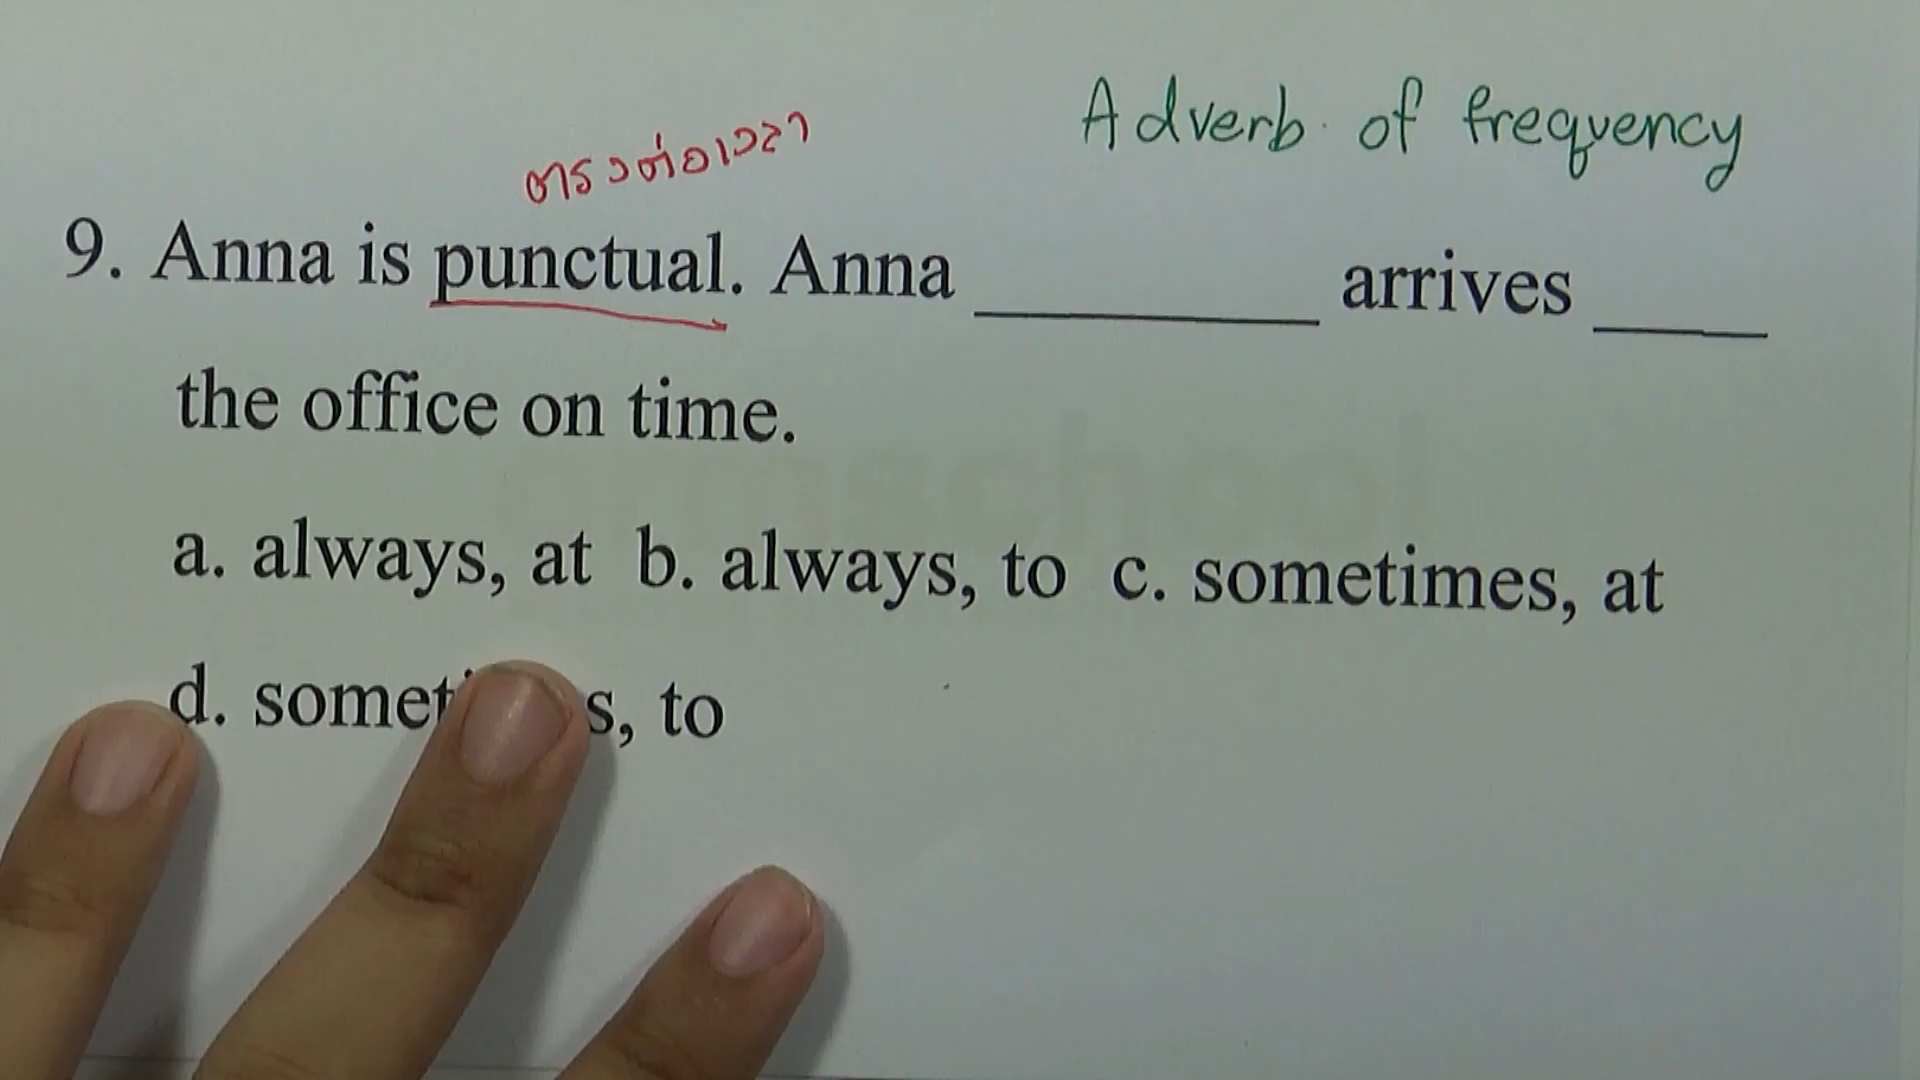 Adverb of frequency
ตรงต่อเวลา
9. Anna is punctual. Anna ________ arrives ____
the office on time.
a. always, at b. always, to c. sometimes, at
d. to